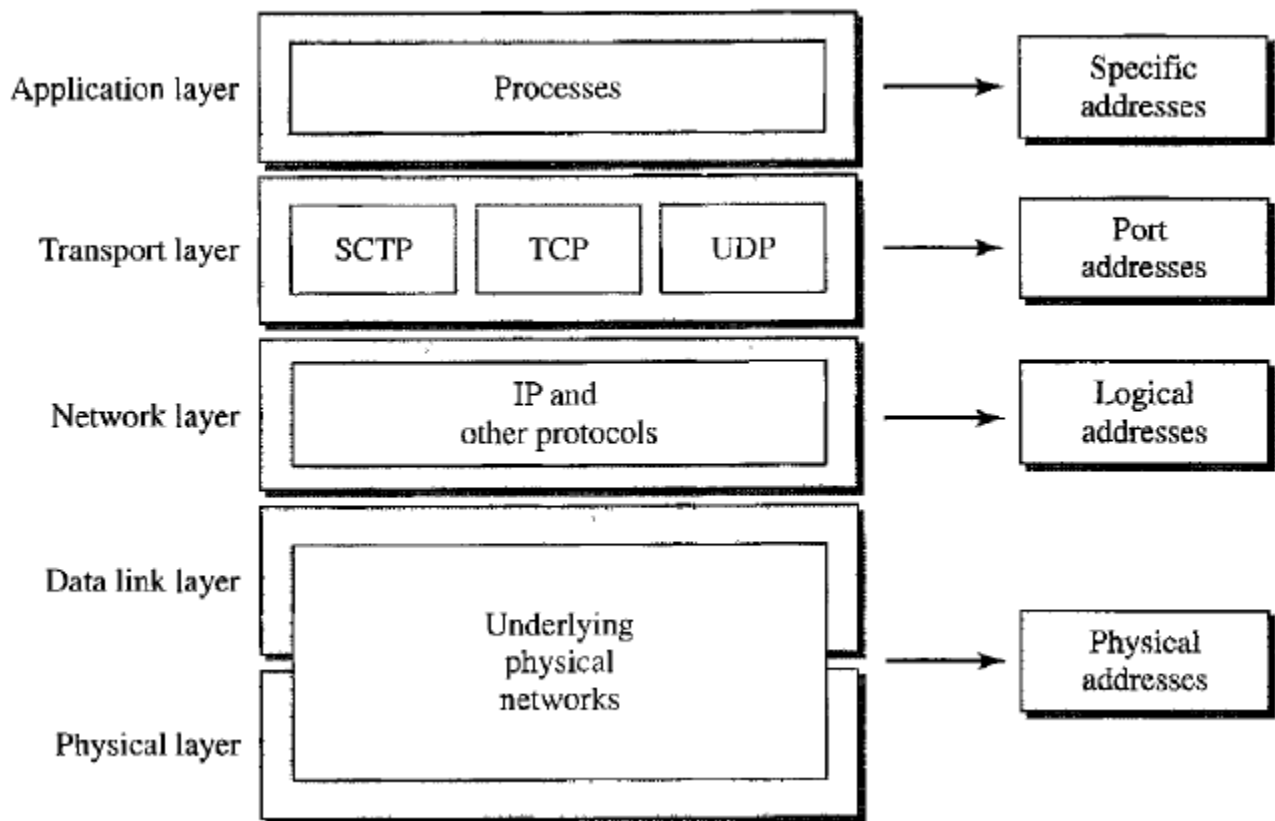 Application layer
Processes
Specific
addresses
Transport layer
SCTP
TCP
UDP
Port
addresses
Network layer
IP and
other protocols
Logical
addresses
Data link layer
Underlying
physical
networks
Physical
addresses
Physical layer